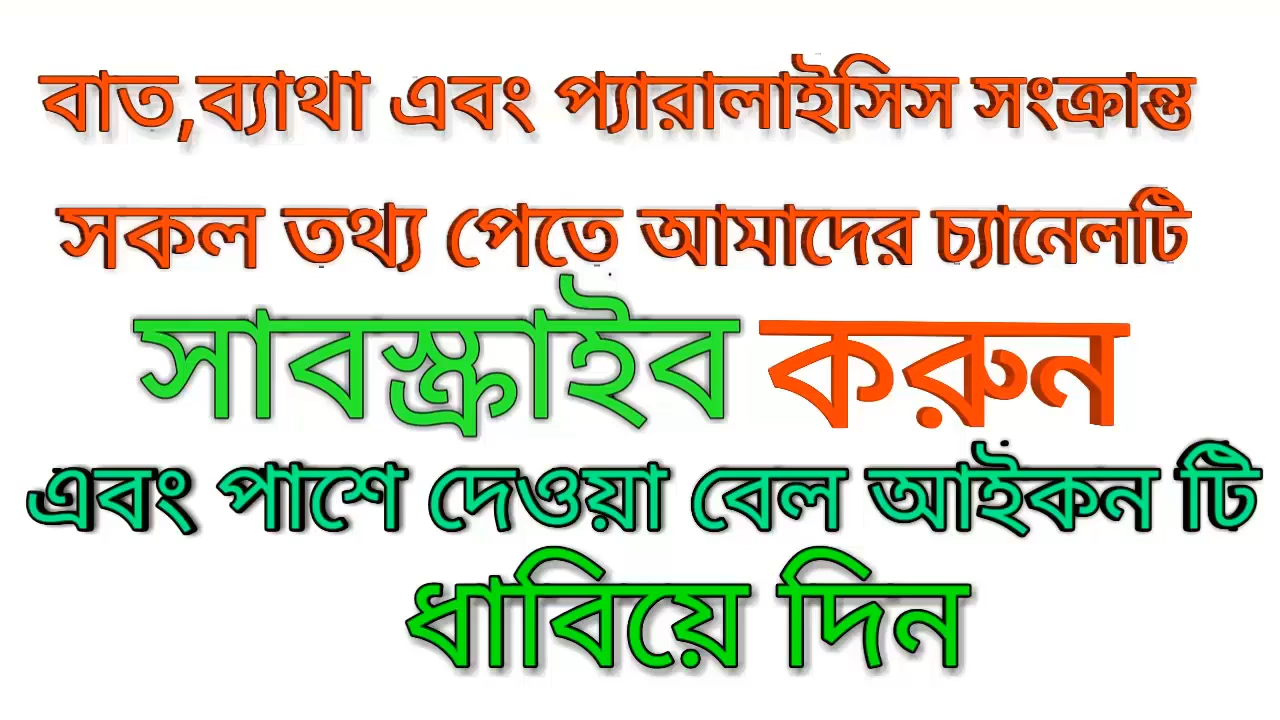 বাত,ব্যাথা এবং প্যারালাইসিস সংক্রান্ত
সকল তথ্য পেতে আমাদের চ্যানেলটি
সাবস্ক্রাইব করুন
এবং পাশে দেওয়া বেল আইকন টি
ধাবিয়ে দিন